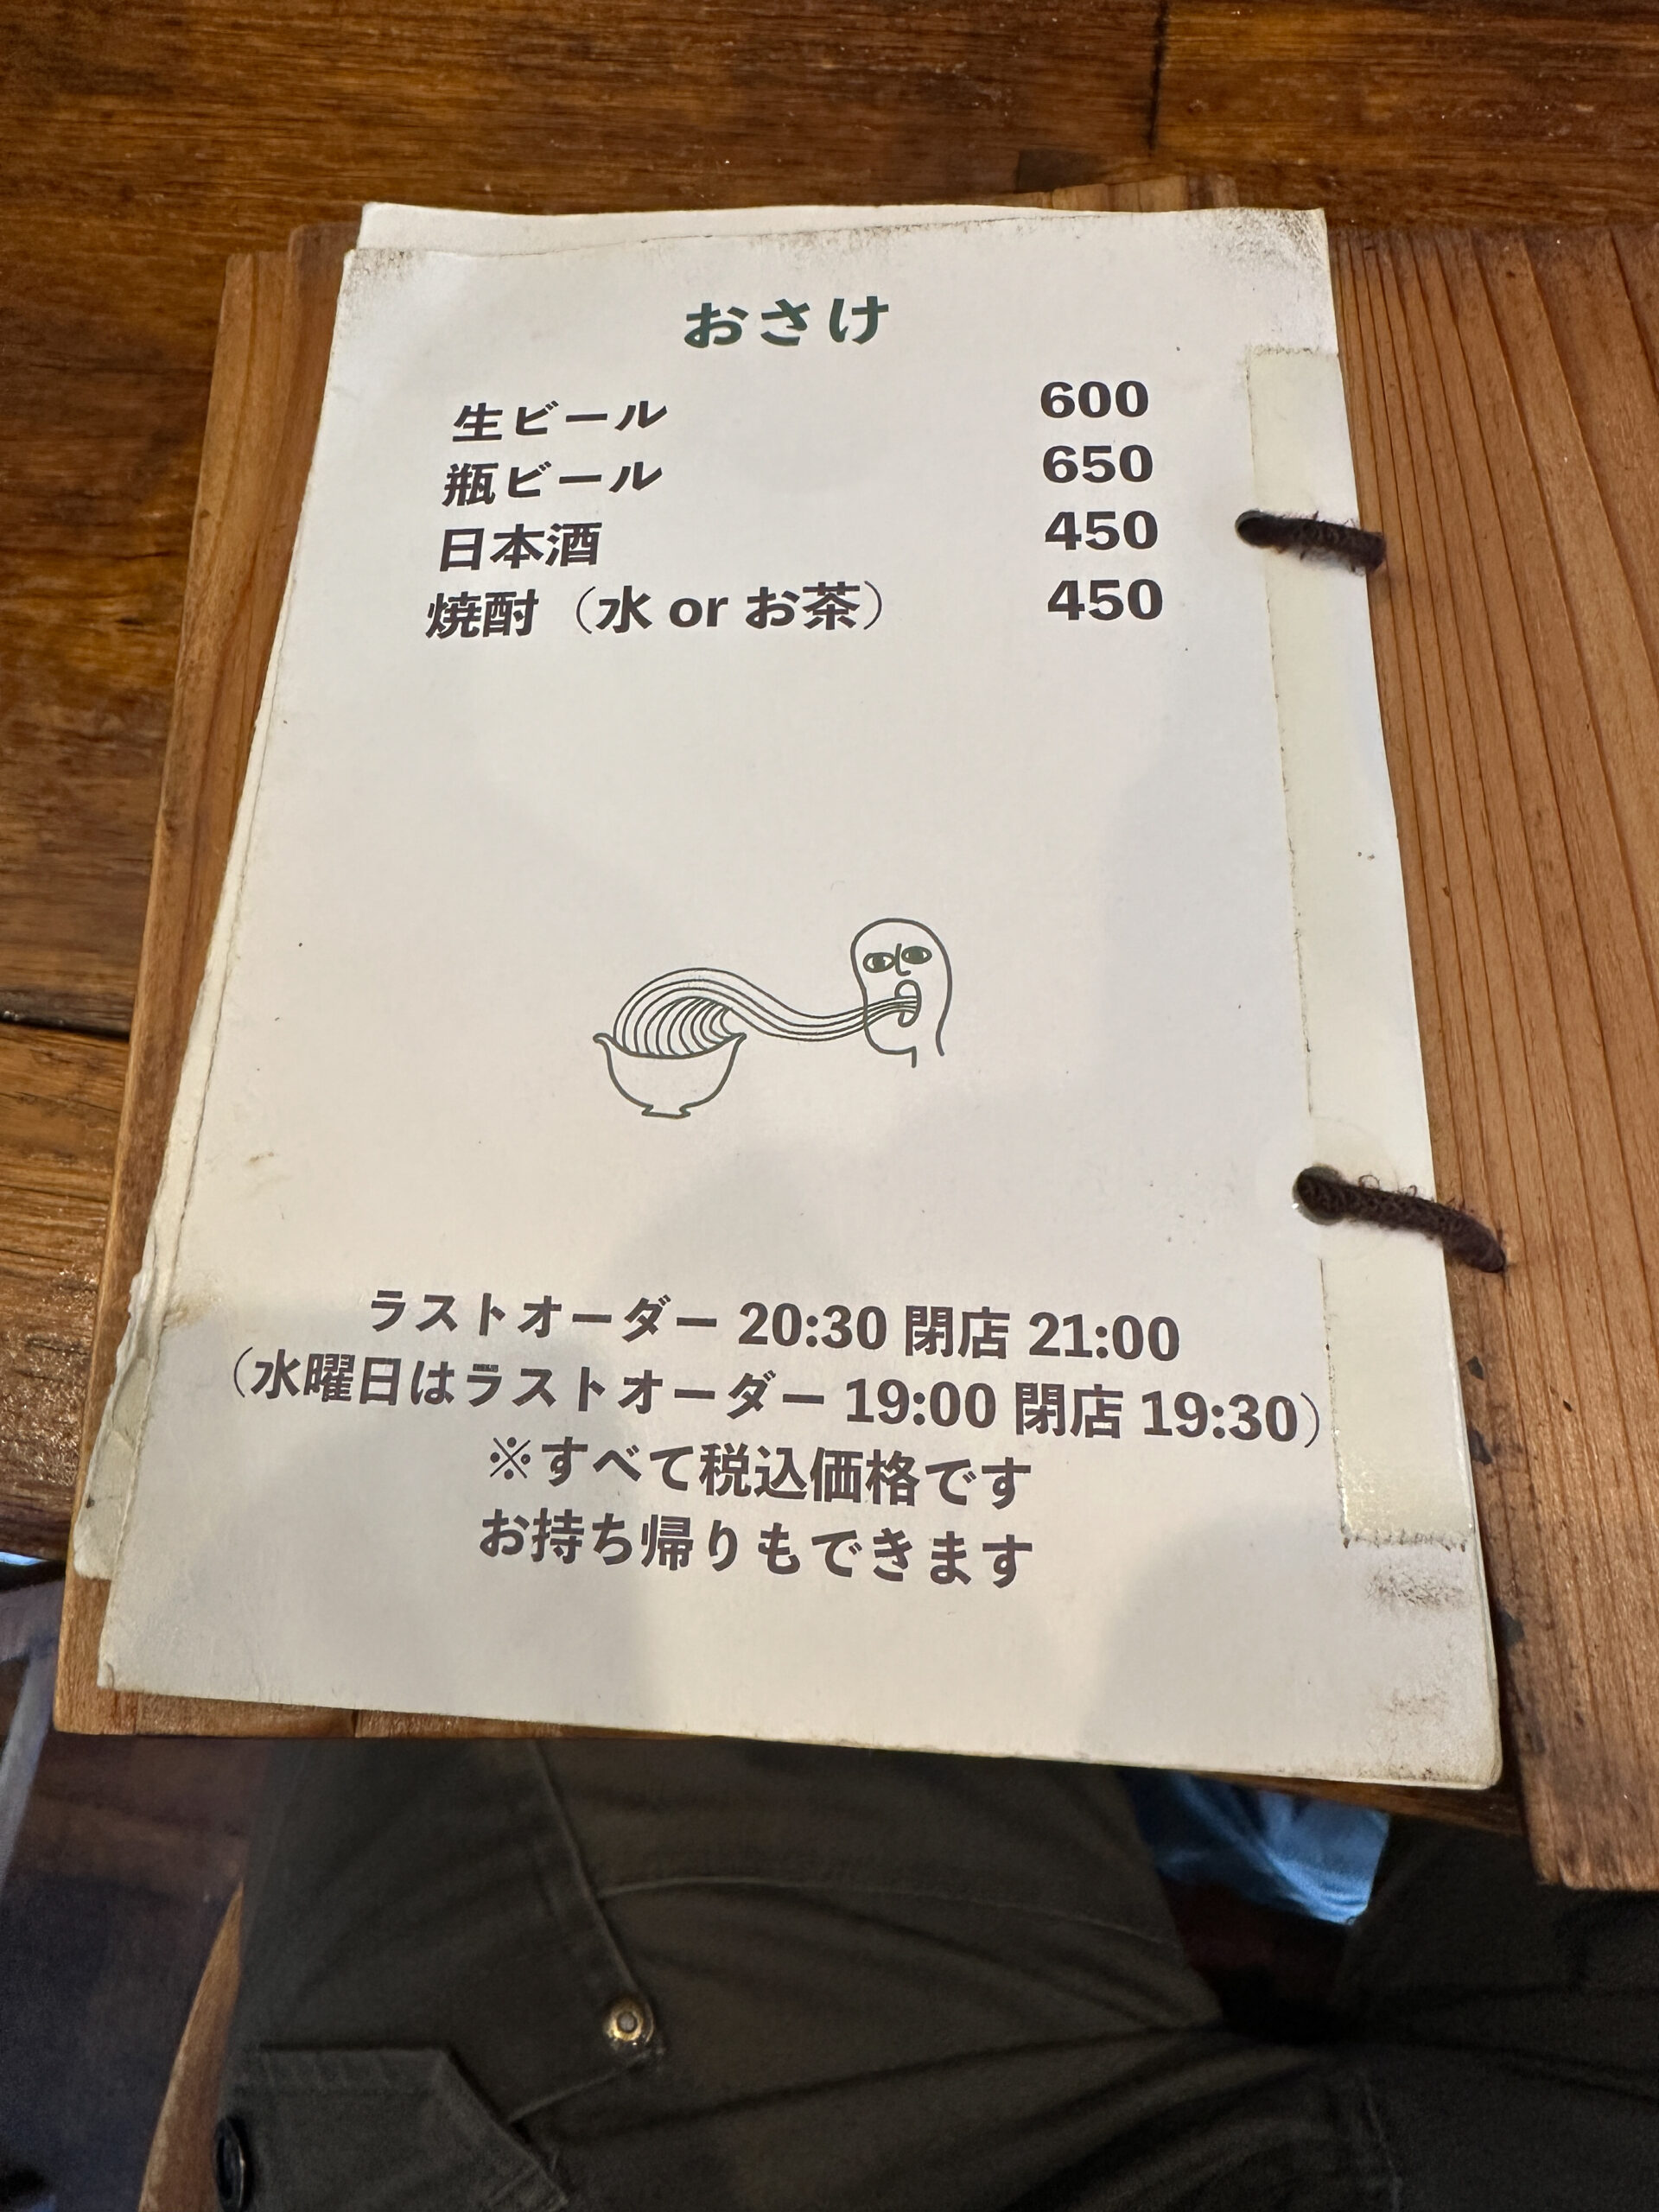 おさけ
生ビール 600
瓶ビール 650
日本酒 450
焼酎（水 or お茶） 450
ラストオーダー 20:30 閉店 21:00
（水曜日はラストオーダー 19:00 閉店 19:30）
※すべて税込価格です
お持ち帰りもできます